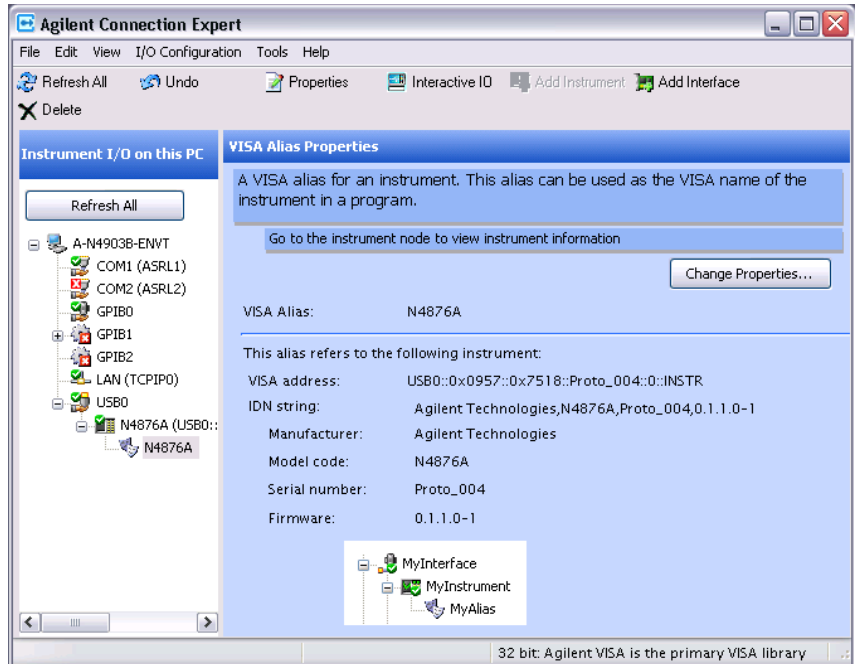 Agilent Connection Expert
File Edit View I/O Configuration Tools Help
Refresh All Undo Properties Interactive IO Add Instrument Add Interface
Delete
Instrument I/O on this PC
Refresh All
A-N4903B-ENVT
COM1 (ASRL1)
COM2 (ASRL2)
GPIB0
GPIB1
GPIB2
LAN (TCPIP0)
USB0
N4876A (USB0::
N4876A
VISA Alias Properties
A VISA alias for an instrument. This alias can be used as the VISA name of the
instrument in a program.
Go to the instrument node to view instrument information
Change Properties...
VISA Alias: N4876A
This alias refers to the following instrument:
VISA address: USB0::0x0957::0x7518::Proto_004::0::INSTR
IDN string: Agilent Technologies,N4876A,Proto_004,0.1.1.0-1
Manufacturer: Agilent Technologies
Model code: N4876A
Serial number: Proto_004
Firmware: 0.1.1.0-1
MyInterface
MyInstrument
MyAlias
32 bit: Agilent VISA is the primary VISA library